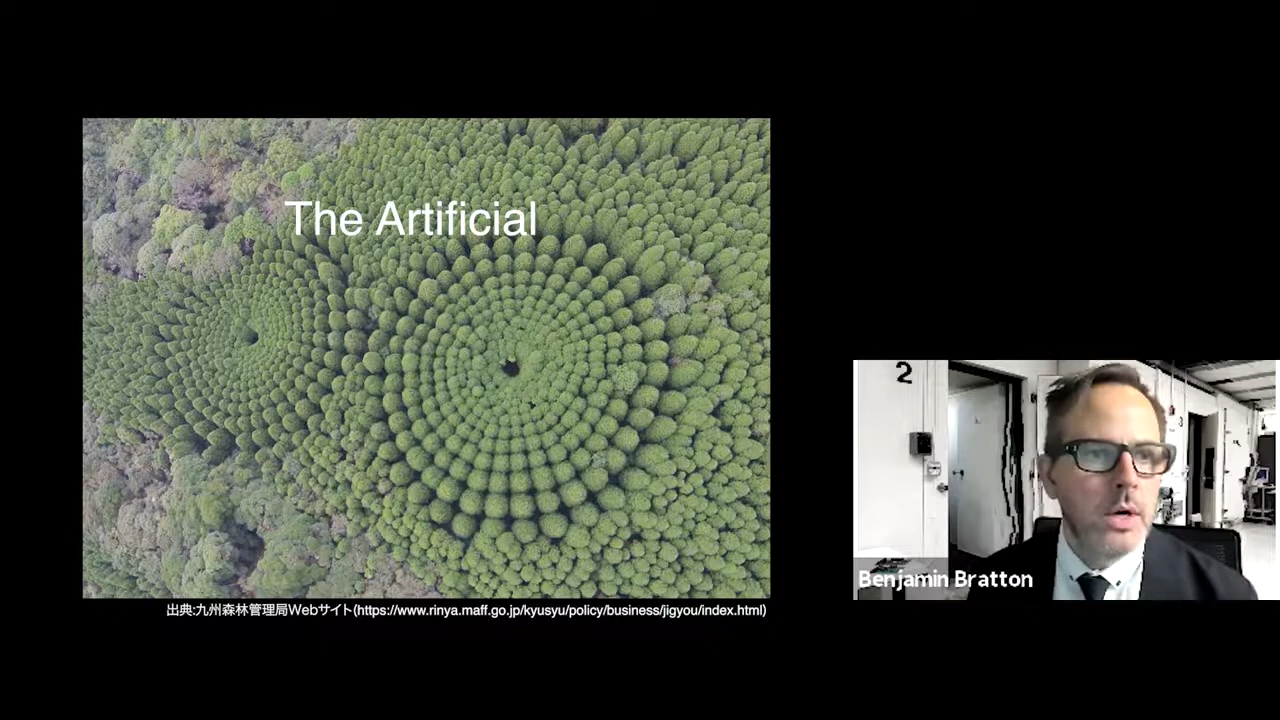 The Artificial
出典:九州森林管理局Webサイト(https://www.rinya.maff.go.jp/kyusyu/policy/business/jigyou/index.html)
2
Benjamin Bratton